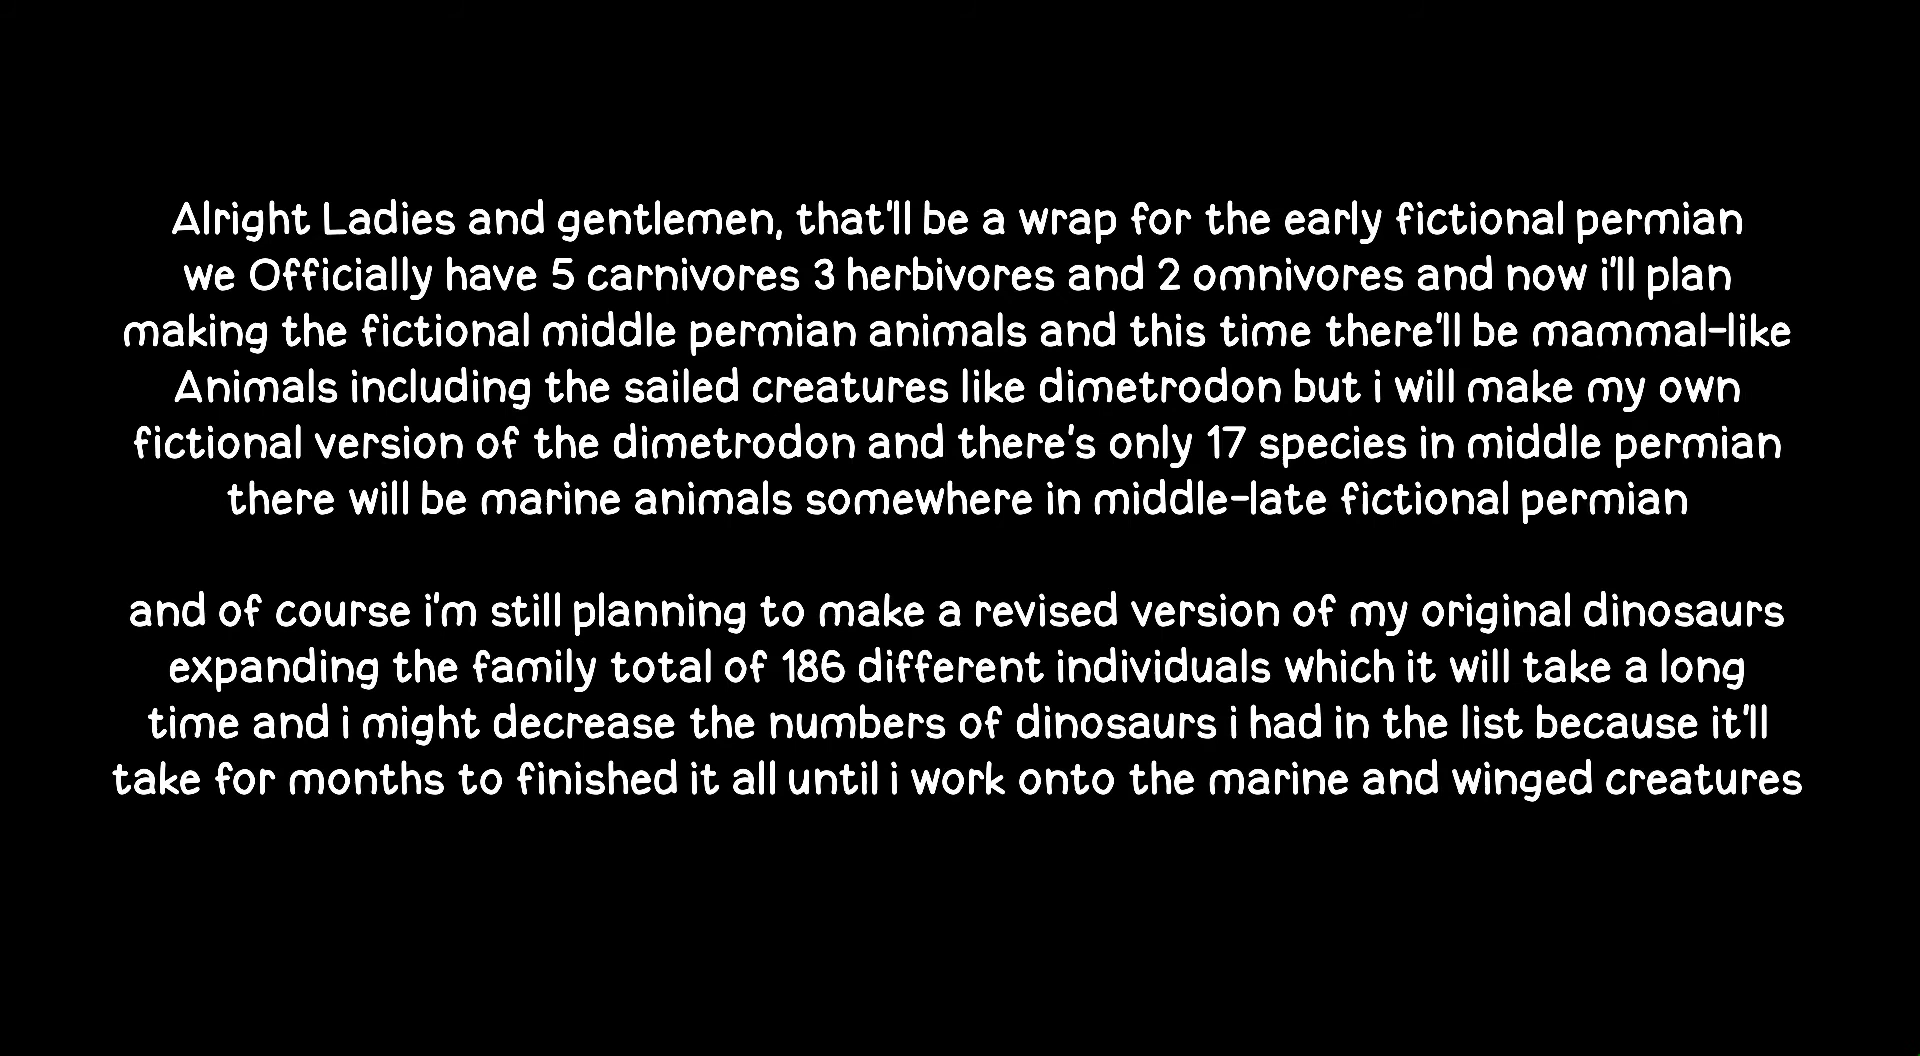 Alright Ladies and gentlemen, that'll be a wrap for the early fictional permian
we Officially have 5 carnivores 3 herbivores and 2 omnivores and now i'll plan
making the fictional middle permian animals and this time there'll be mammal-like
Animals including the sailed creatures like dimetrodon but i will make my own
fictional version of the dimetrodon and there's only 17 species in middle permian
there will be marine animals somewhere in middle-late fictional permian
and of course i'm still planning to make a revised version of my original dinosaurs
expanding the family total of 186 different individuals which it will take a long
time and i might decrease the numbers of dinosaurs i had in the list because it'll
take for months to finished it all until i work onto the marine and winged creatures